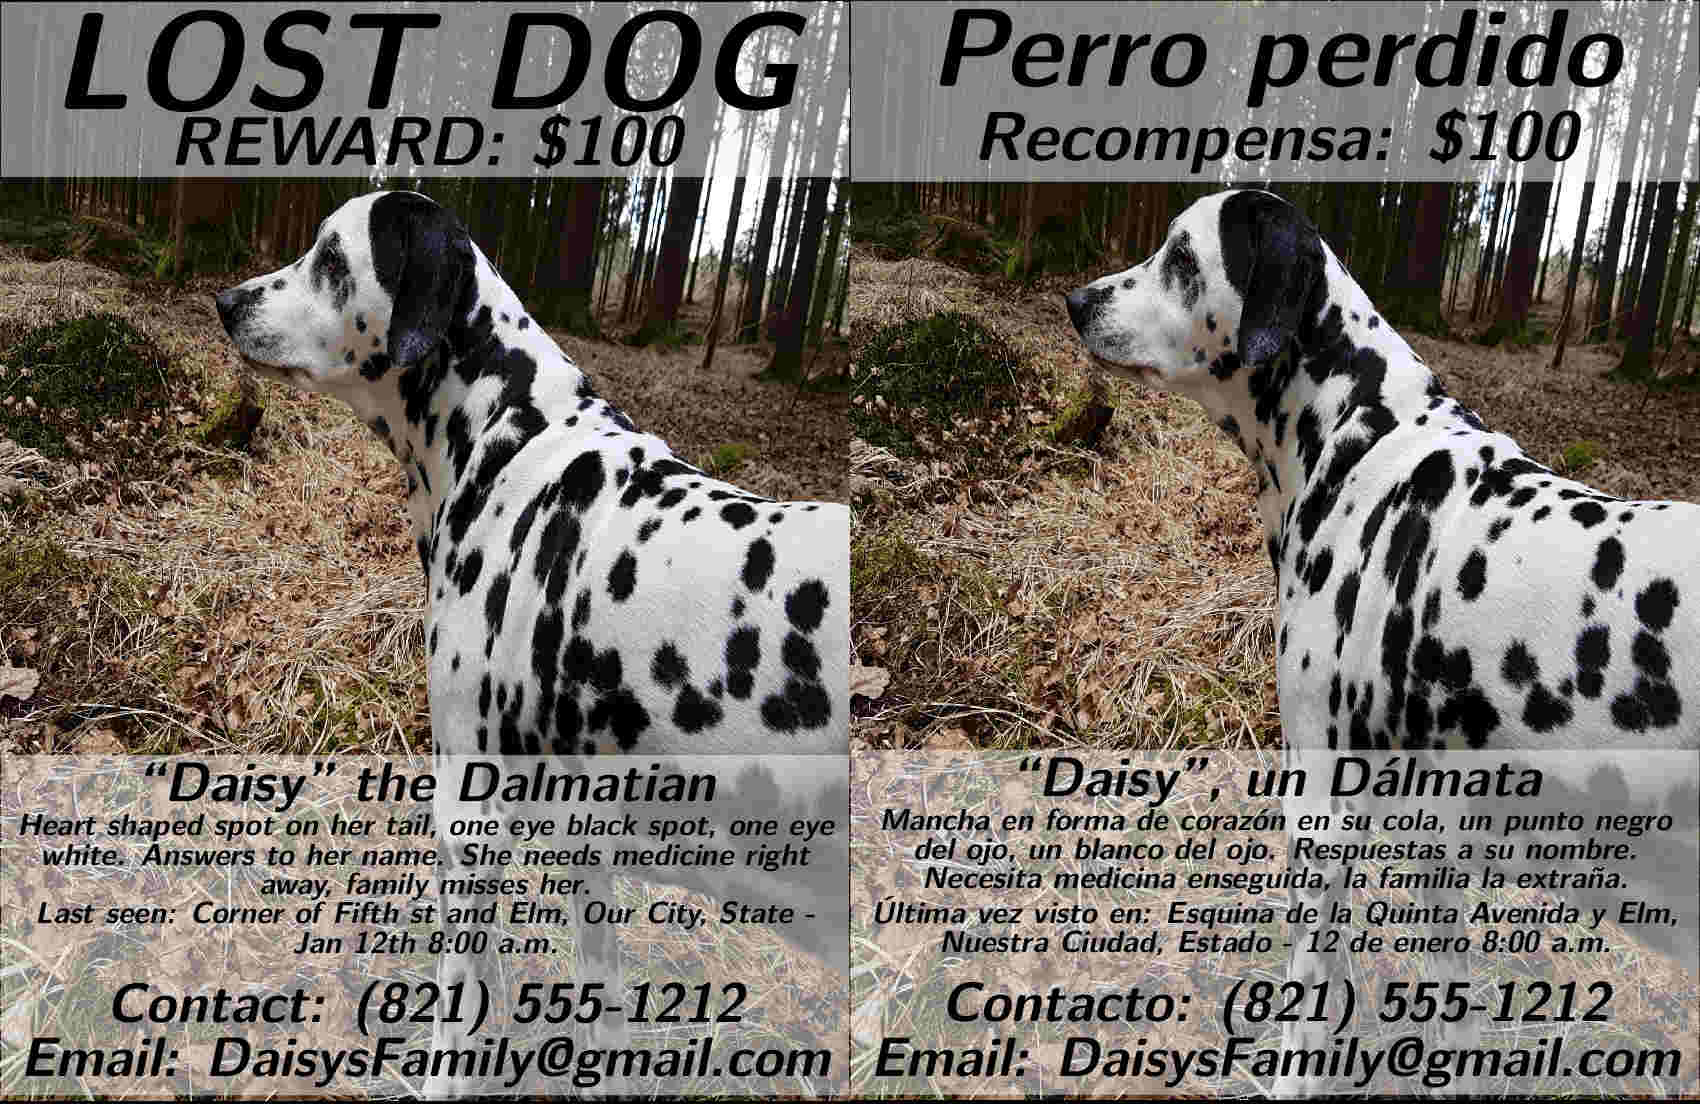 LOST DOG
REWARD: $100
“Daisy” the Dalmatian
Heart shaped spot on her tail, one eye black spot, one eye
white. Answers to her name. She needs medicine right
away, family misses her.
Last seen: Corner of Fifth st and Elm, Our City, State -
Jan 12th 8:00 a.m.
Contact: (821) 555-1212
Email: DaisysFamily@gmail.com
Perro perdido
Recompensa: $100
“Daisy”, un Dálmata
Mancha en forma de corazón en su cola, un punto negro
del ojo, un blanco del ojo. Respuestas a su nombre.
Necesita medicina enseguida, la familia la extraña.
Última vez visto en: Esquina de la Quinta Avenida y Elm,
Nuestra Ciudad, Estado - 12 de enero 8:00 a.m.
Contacto: (821) 555-1212
Email: DaisysFamily@gmail.com